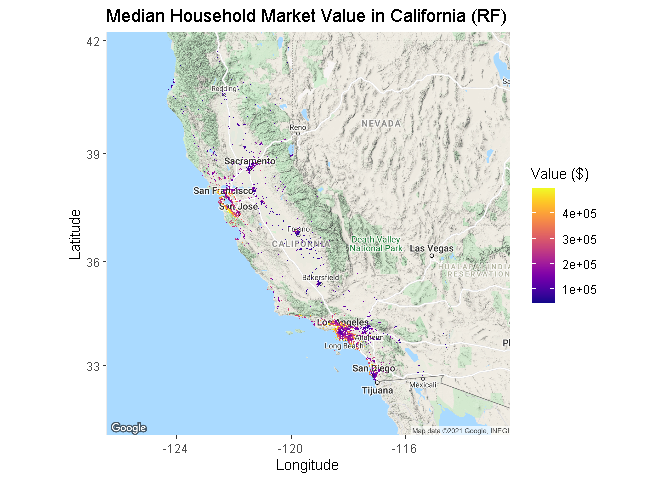 Median Household Market Value in California (RF)
42
39
36
33
Latitude
-124
-120
-116
Longitude
Redding
Reno
NEVADA
Sacramento
San Francisco
San Jose
Fresno
CALIFORNIA
Death Valley
National Park
Las Vegas
Bakersfield
Los Angeles
Long Beach
San Diego
Tijuana
Mexicali
Google
Map data ©2021 Google, INEGI
Value ($)
4e+05
3e+05
2e+05
1e+05